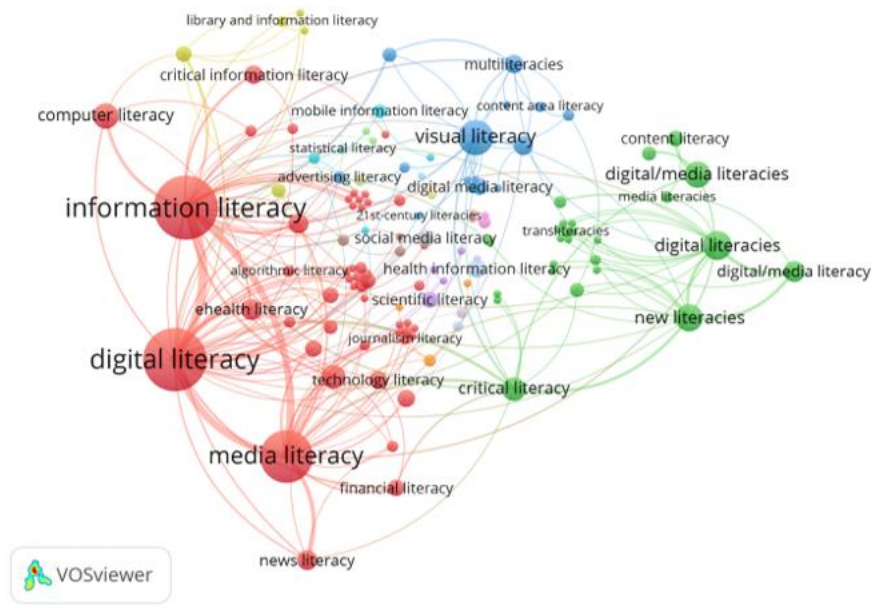 library and information literacy
multiliteracies
critical information literacy
content area literacy
mobile information literacy
computer literacy
visual literacy
content literacy
statistical literacy
digital/media literacies
advertising literacy
digital media literacy
media literacies
information literacy
21st-century literacies
transliteracies
social media literacy
digital literacies
algorithmic literacy
health information literacy
digital/media literacy
scientific literacy
ehealth literacy
new literacies
journalism literacy
digital literacy
technology literacy
critical literacy
media literacy
financial literacy
news literacy
VOSviewer